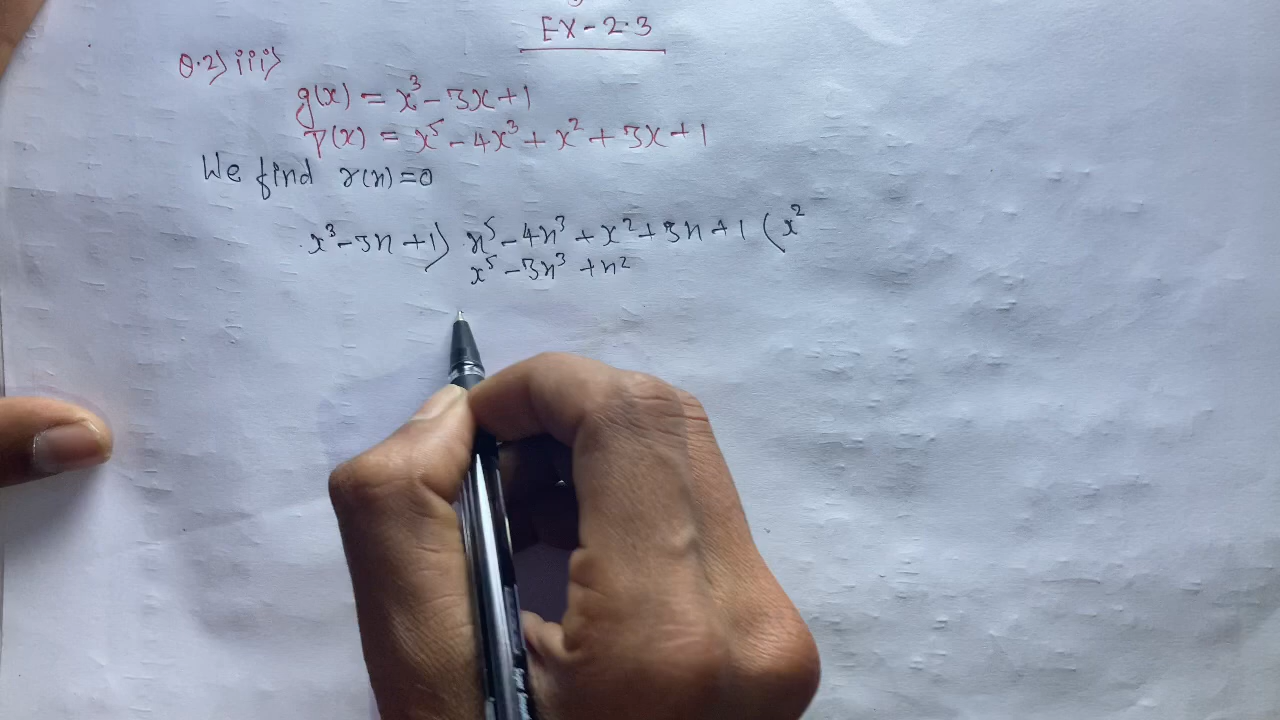 EX-2.3
Q.2) iii)
g(x) = x³ - 3x + 1
p(x) = x⁵ - 4x³ + x² + 3x + 1
We find r(x) = 0
x³ - 3x + 1) x⁵ - 4x³ + x² + 3x + 1 (x²
x⁵ - 3x³ + x²